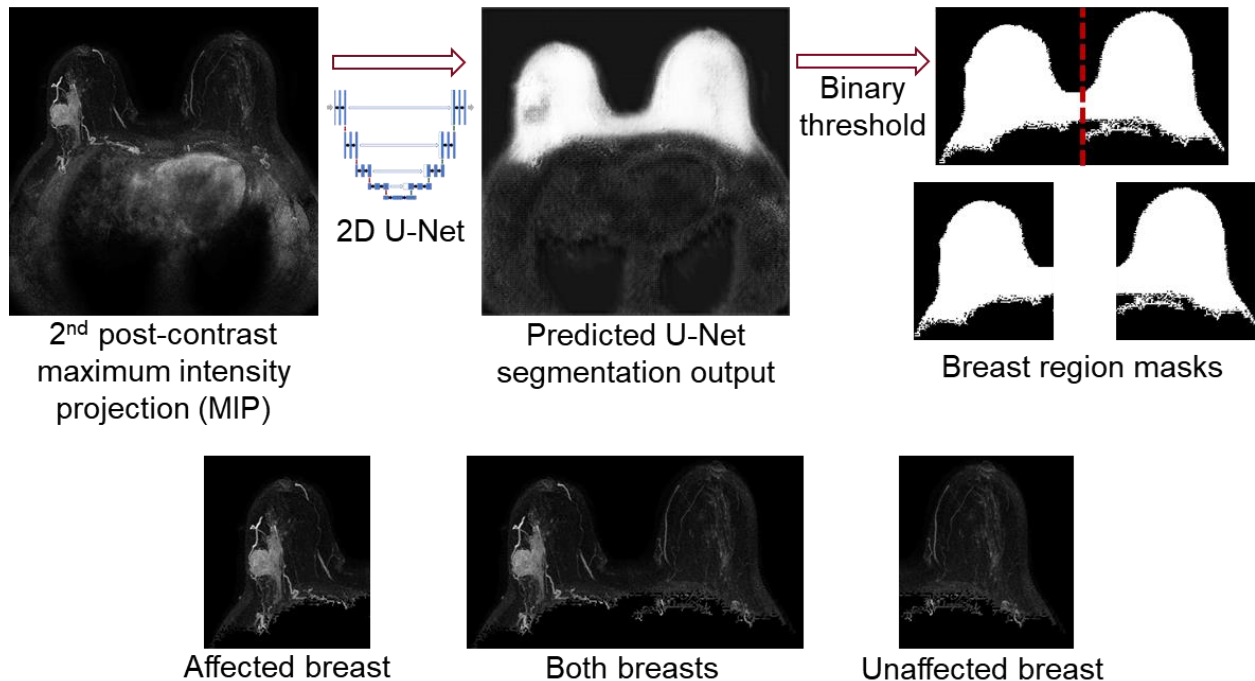 2D U-Net
Binary
threshold
2nd post-contrast
maximum intensity
projection (MIP)
Predicted U-Net
segmentation output
Breast region masks
Affected breast
Both breasts
Unaffected breast